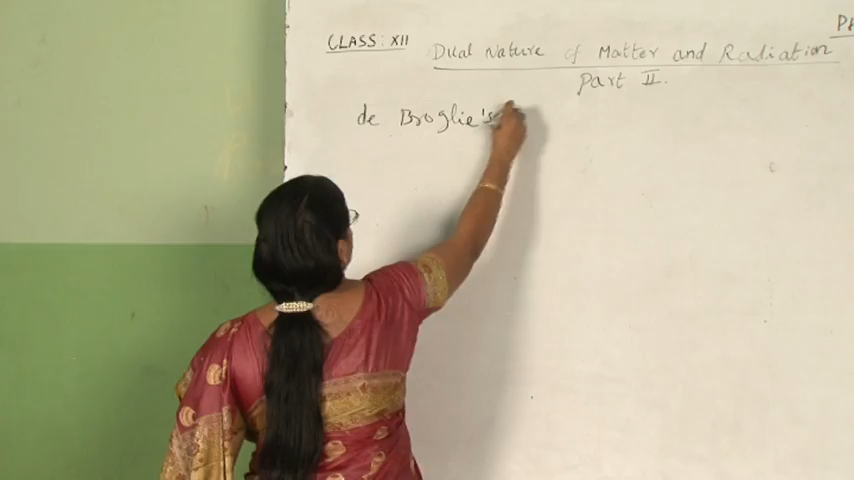 CLASS: XII
Dual Nature of Matter and Radiation
Part II.
de Broglie's